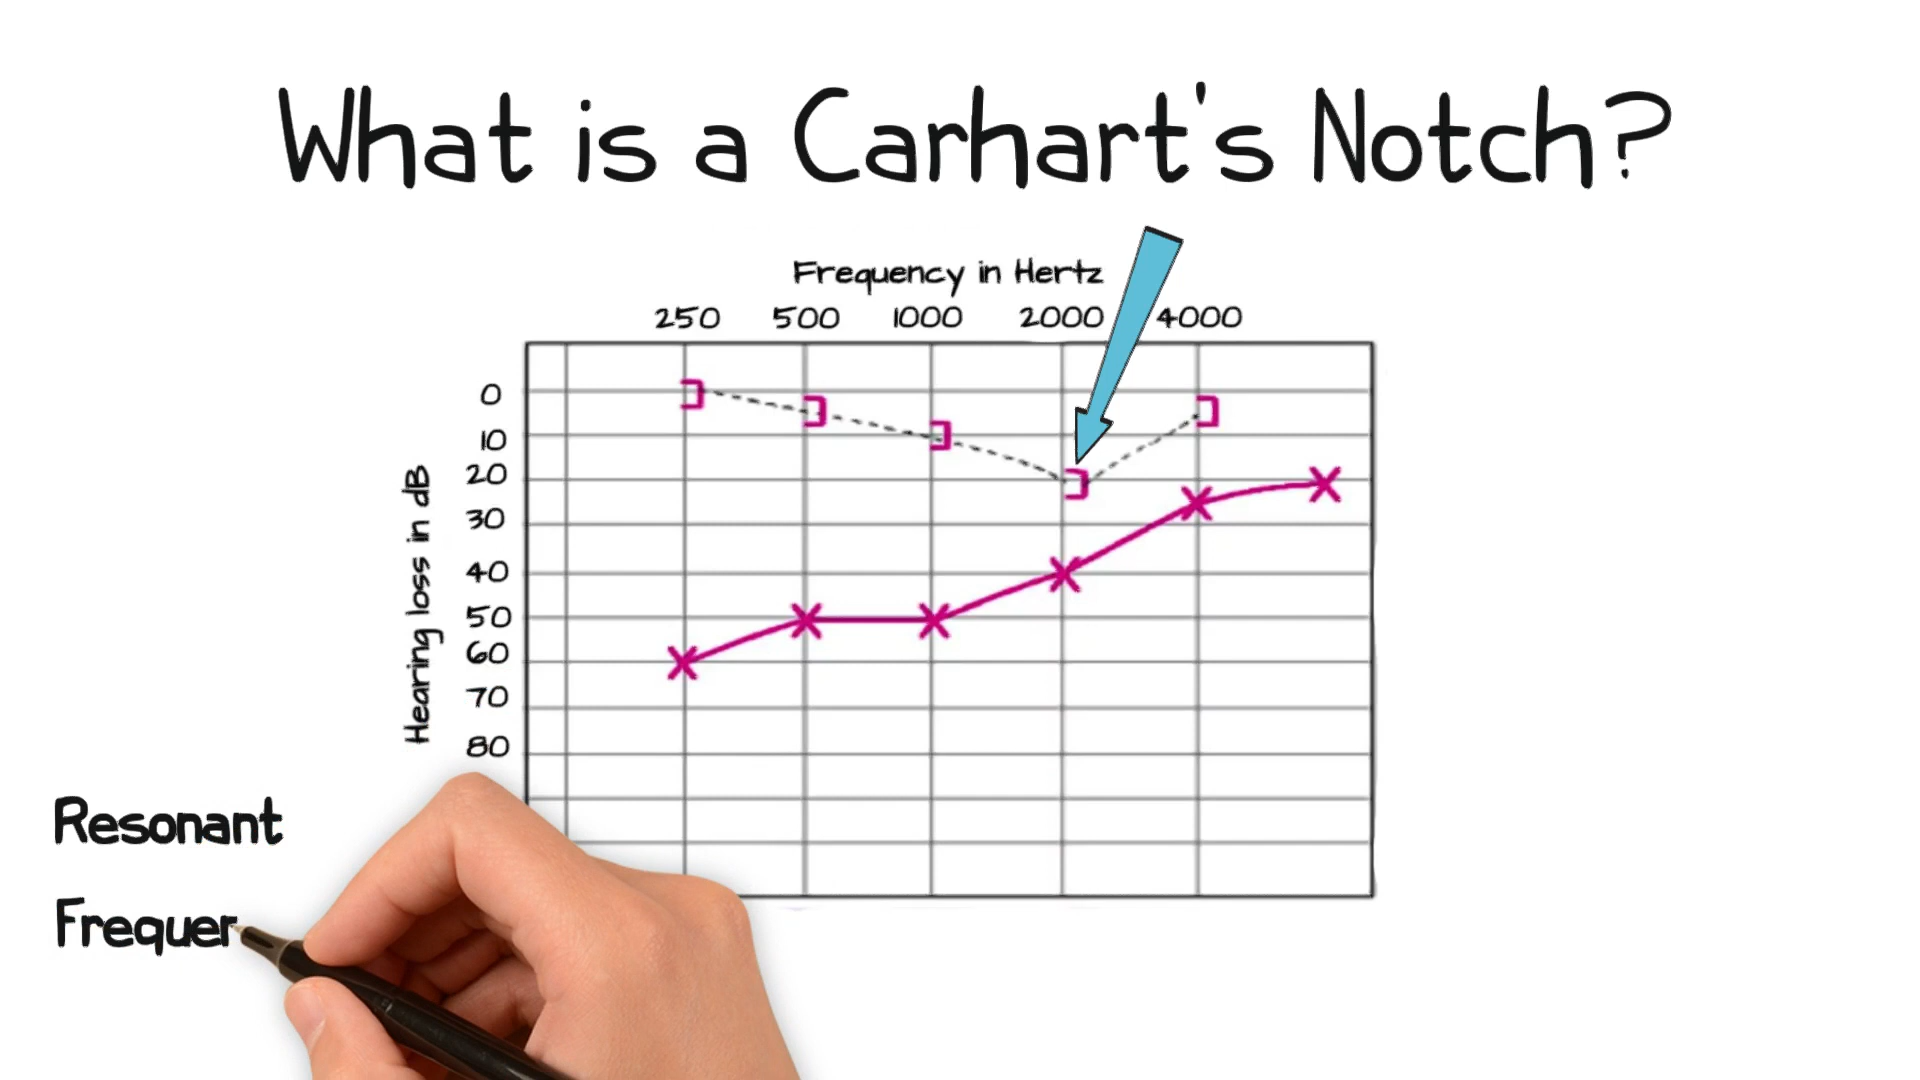 What is a Carhart's Notch?
Frequency in Hertz
250 500 1000 2000 4000
Hearing loss in dB
0
10
20
30
40
50
60
70
80
Resonant
Frequer